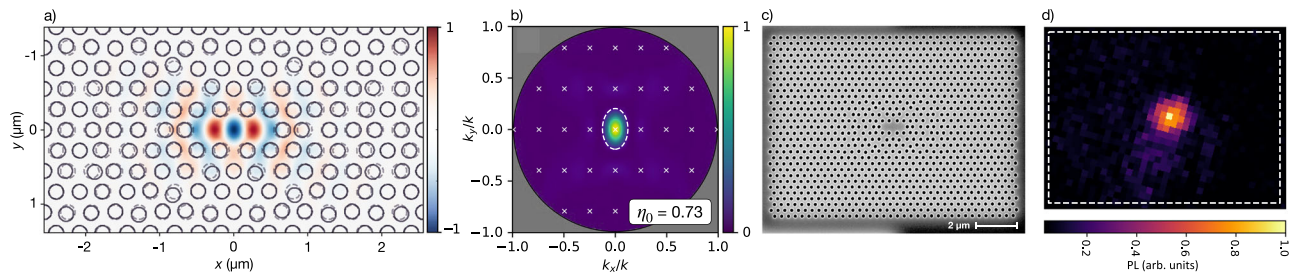 a)
1
-1
0
1
y (μm)
-2
-1
0
1
2
x (μm)
−1
b)
1.0
0.5
0.0
−0.5
−1.0
ky/k
-1.0
-0.5
0.0
0.5
1.0
kx/k
η0 = 0.73
1
0
c)
2 μm
d)
0.2
0.4
0.6
0.8
1.0
PL (arb. units)